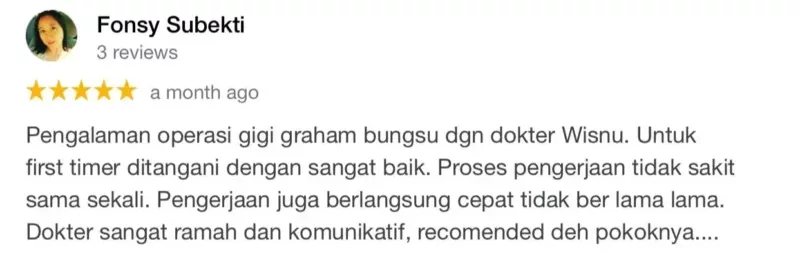 Fonsy Subekti
3 reviews
★★★★★ a month ago
Pengalaman operasi gigi graham bungsu dgn dokter Wisnu. Untuk
first timer ditangani dengan sangat baik. Proses pengerjaan tidak sakit
sama sekali. Pengerjaan juga berlangsung cepat tidak ber lama lama.
Dokter sangat ramah dan komunikatif, recomended deh pokoknya....